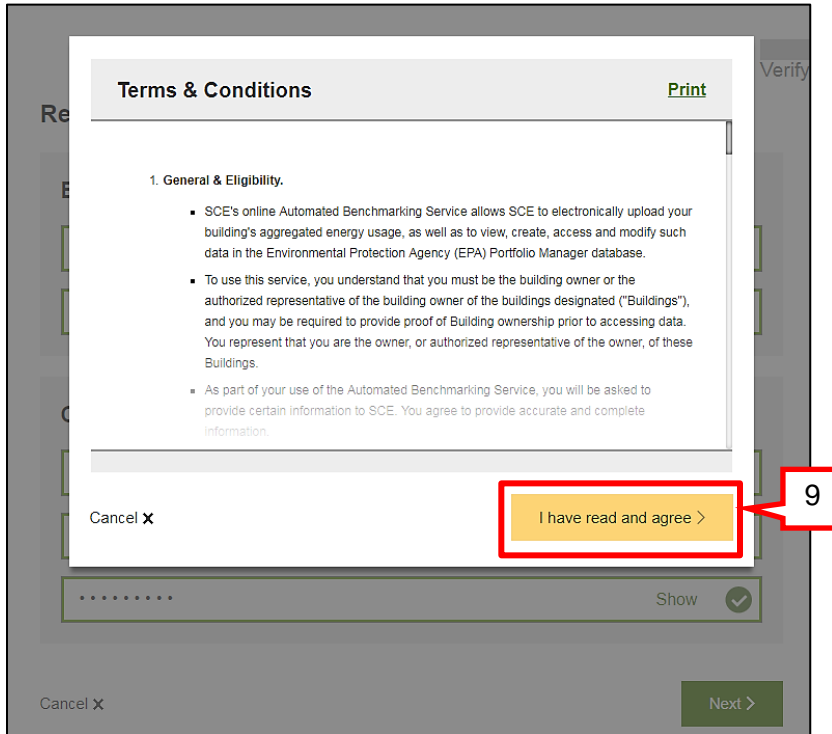 Verify
Re
Terms & Conditions Print
1. General & Eligibility.
▪ SCE's online Automated Benchmarking Service allows SCE to electronically upload your
building's aggregated energy usage, as well as to view, create, access and modify such
data in the Environmental Protection Agency (EPA) Portfolio Manager database.
▪ To use this service, you understand that you must be the building owner or the
authorized representative of the building owner of the buildings designated ("Buildings"),
and you may be required to provide proof of Building ownership prior to accessing data.
You represent that you are the owner, or authorized representative of the owner, of these
Buildings.
▪ As part of your use of the Automated Benchmarking Service, you will be asked to
provide certain information to SCE. You agree to provide accurate and complete
information.
Cancel X I have read and agree >
9
• • • • • • • • • Show
Cancel X Next >